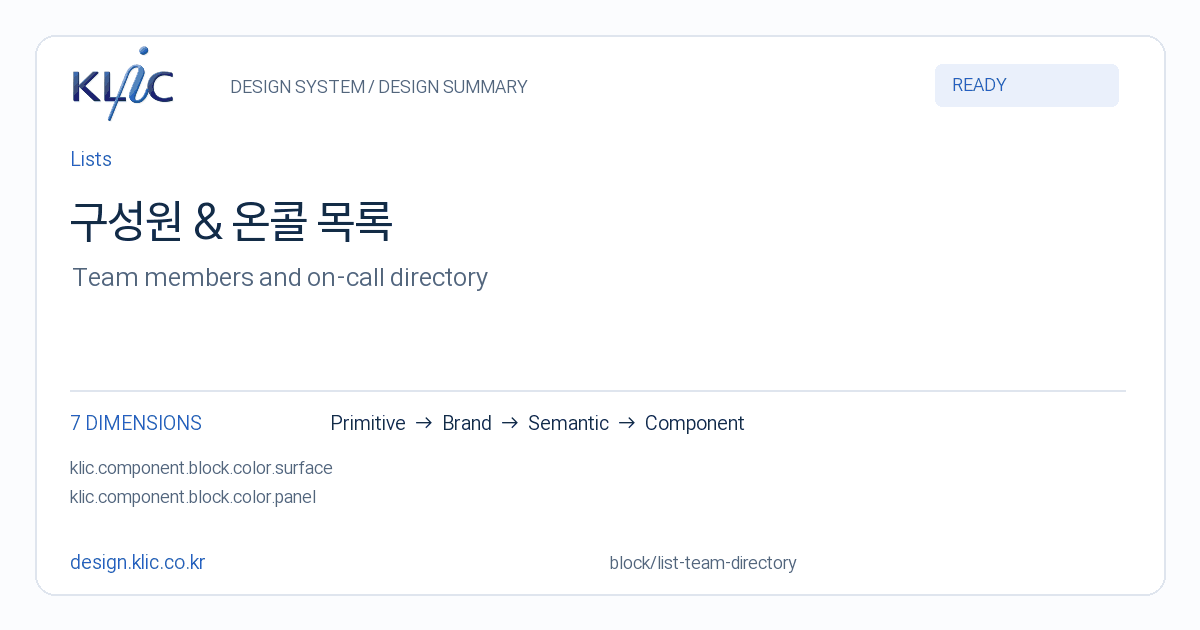 KLIC
DESIGN SYSTEM / DESIGN SUMMARY
READY
Lists
구성원 & 온콜 목록
Team members and on-call directory
7 DIMENSIONS
Primitive → Brand → Semantic → Component
klic.component.block.color.surface
klic.component.block.color.panel
design.klic.co.kr
block/list-team-directory